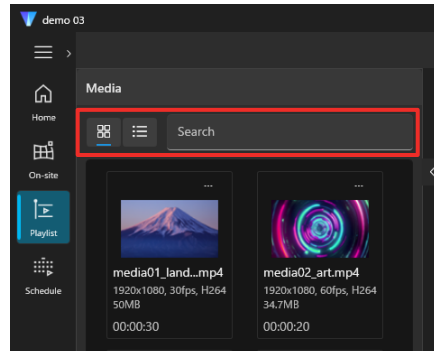 demo 03
Home
On-site
Playlist
Schedule
Media
Search
...
media01_land...mp4
1920x1080, 30fps, H264
50MB
00:00:30
...
media02_art.mp4
1920x1080, 60fps, H264
34.7MB
00:00:20